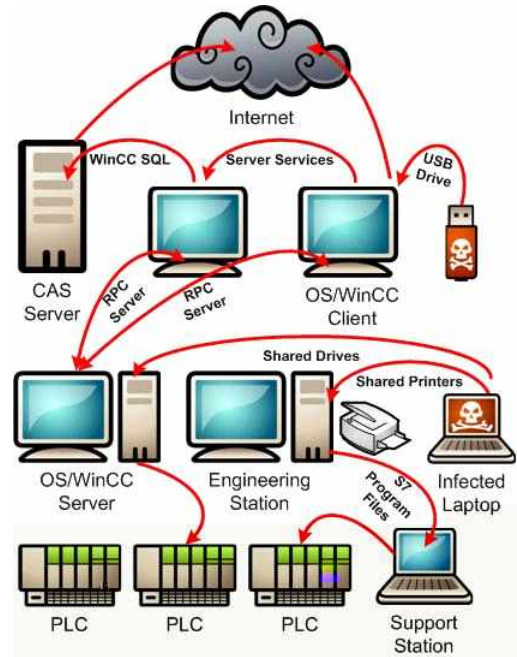 Internet
WinCC SQL
Server Services
USB
Drive
CAS
Server
RPC
Server
RPC
Server
OS/WinCC
Client
Shared Drives
Shared Printers
OS/WinCC
Server
Engineering
Station
S7
Program
Files
Infected
Laptop
PLC
PLC
PLC
Support
Station